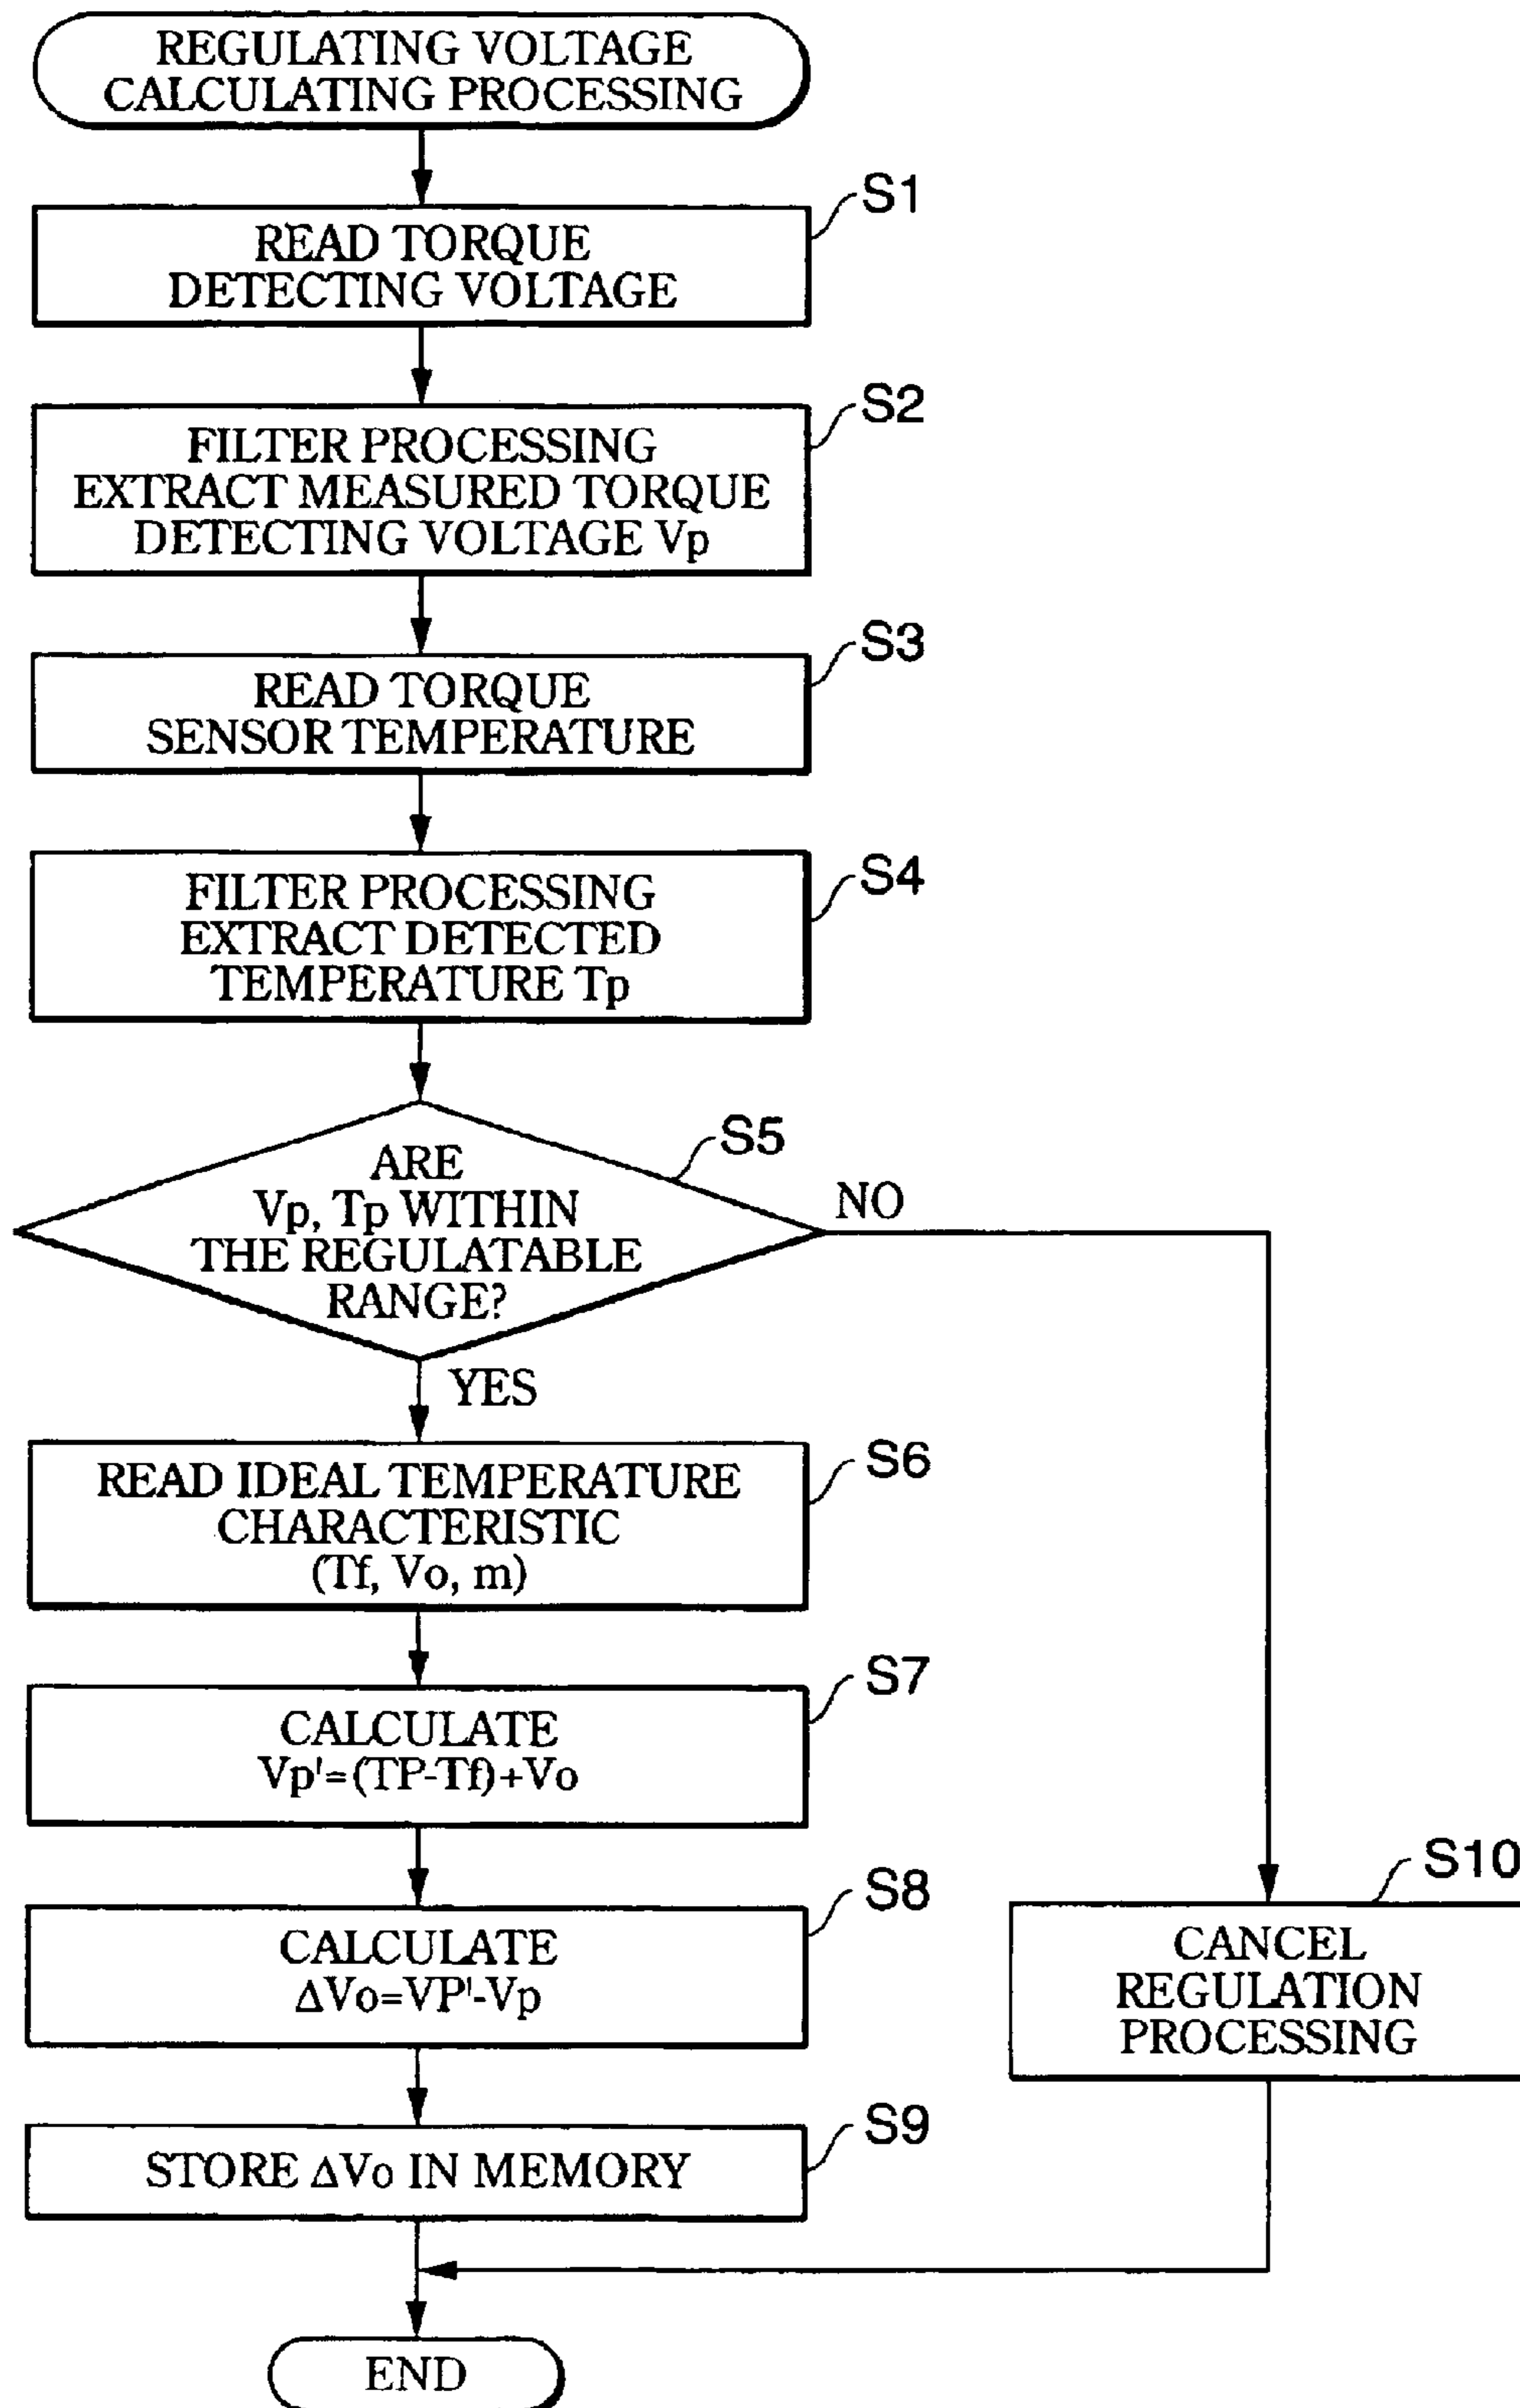 REGULATING VOLTAGE
CALCULATING PROCESSING
S1
READ TORQUE
DETECTING VOLTAGE
S2
FILTER PROCESSING
EXTRACT MEASURED TORQUE
DETECTING VOLTAGE Vp
S3
READ TORQUE
SENSOR TEMPERATURE
S4
FILTER PROCESSING
EXTRACT DETECTED
TEMPERATURE Tp
S5
ARE
Vp, Tp WITHIN
THE REGULATABLE
RANGE?
NO
YES
S6
READ IDEAL TEMPERATURE
CHARACTERISTIC
(Tf, Vo, m)
S7
CALCULATE
Vp'=(TP-Tf)+Vo
S8
CALCULATE
ΔVo=VP'-Vp
S10
CANCEL
REGULATION
PROCESSING
S9
STORE ΔVo IN MEMORY
END